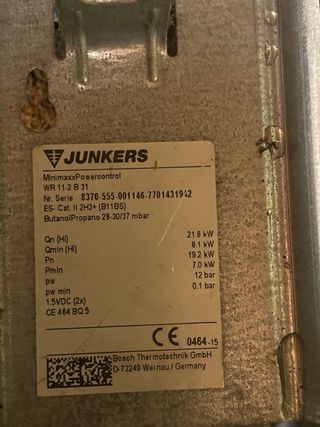 JUNKERS
MinimaxxPowercontrol
WR 11-2 B 31
Nr. Serie 8370-555-001146-7701431942
ES- Cat. II 2H3+ (B11BS)
Butano/Propano 28-30/37 mbar
Qn (Hi) 21.8 kW
Qmin (Hi) 8.1 kW
Pn 19.2 kW
Pmin 7.0 kW
pw 12 bar
pw min 0.1 bar
1.5VDC (2x)
CE 464 BQ 5
CE 0464 -15
Bosch Thermotechnik GmbH
D-73249 Wernau / Germany